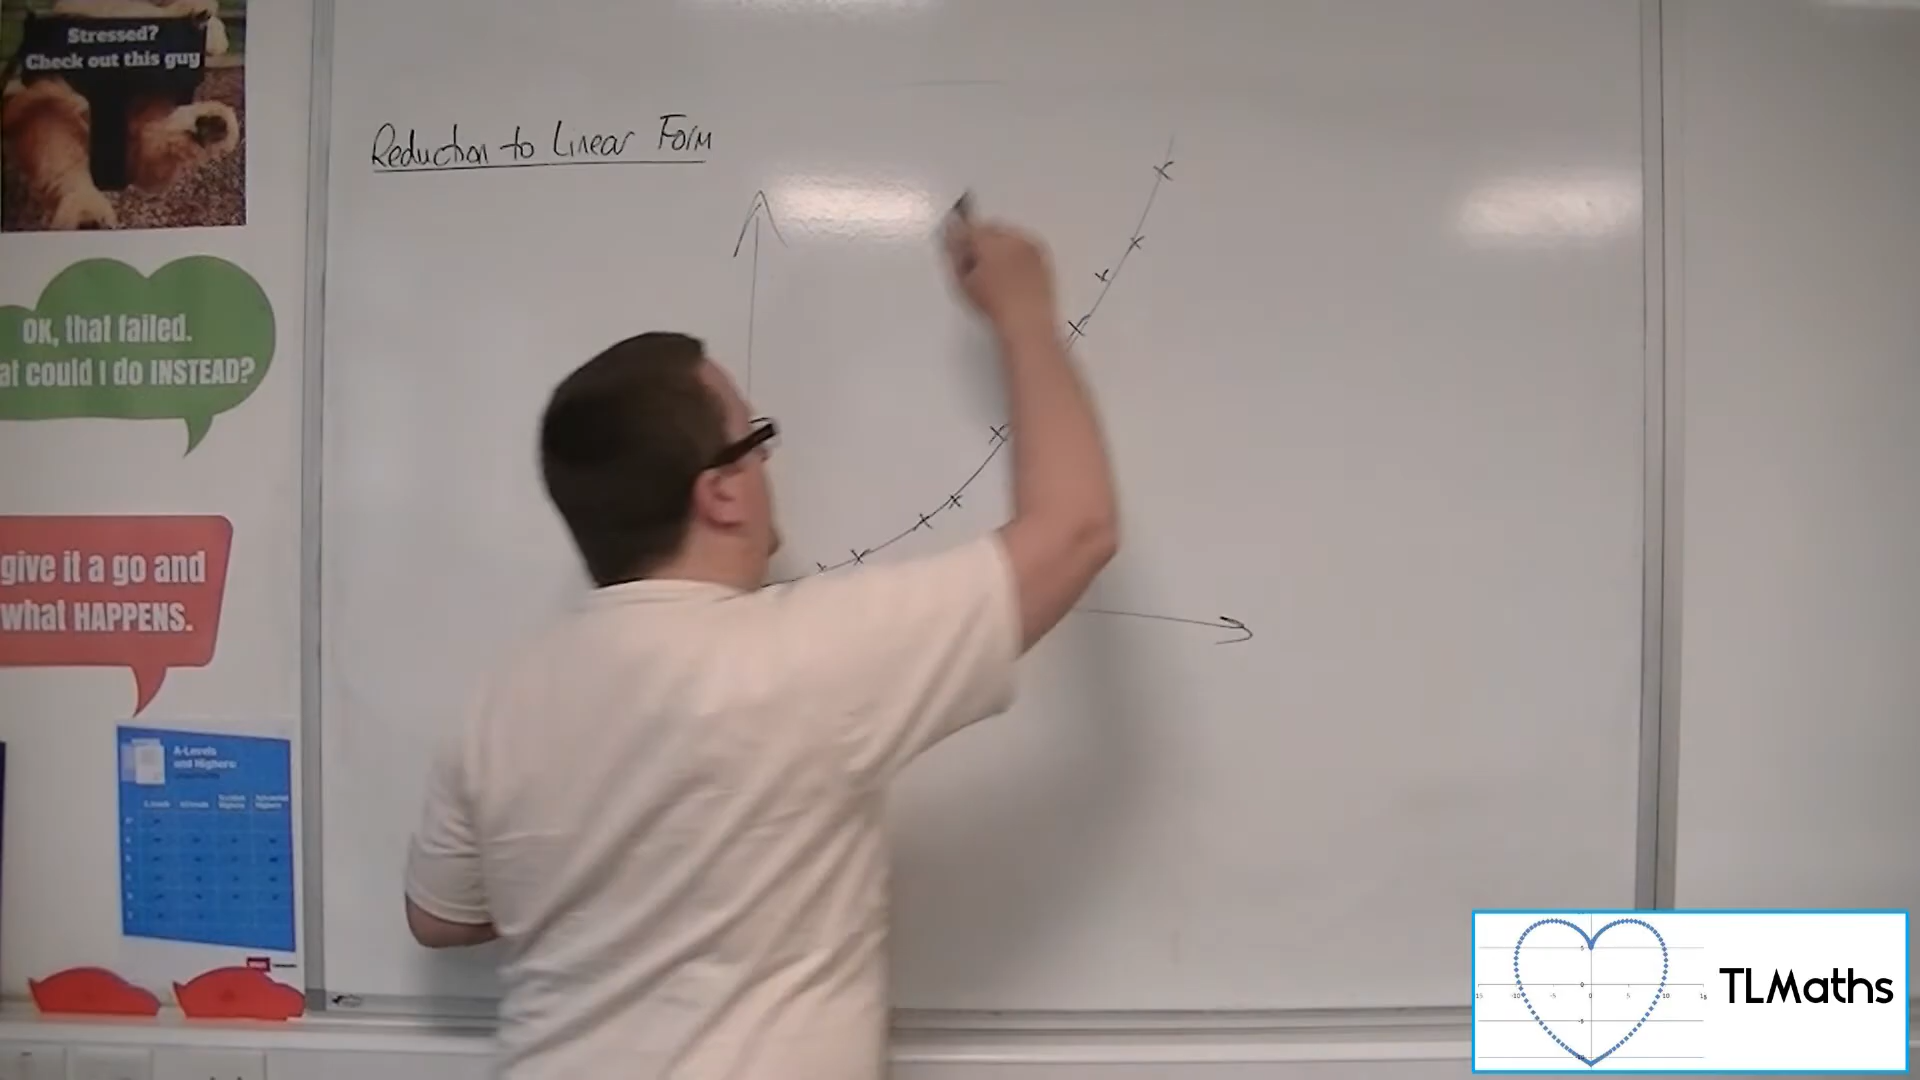 Stressed?
Check out this guy
Reduction to Linear Form
OK, that failed.
at could I do INSTEAD?
give it a go and
what HAPPENS.
A-Levels
and Highers
TLMaths